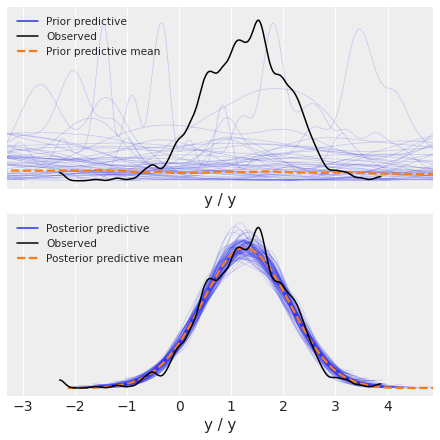 Prior predictive
Observed
Prior predictive mean
y / y
Posterior predictive
Observed
Posterior predictive mean
−3 −2 −1 0 1 2 3 4
y / y